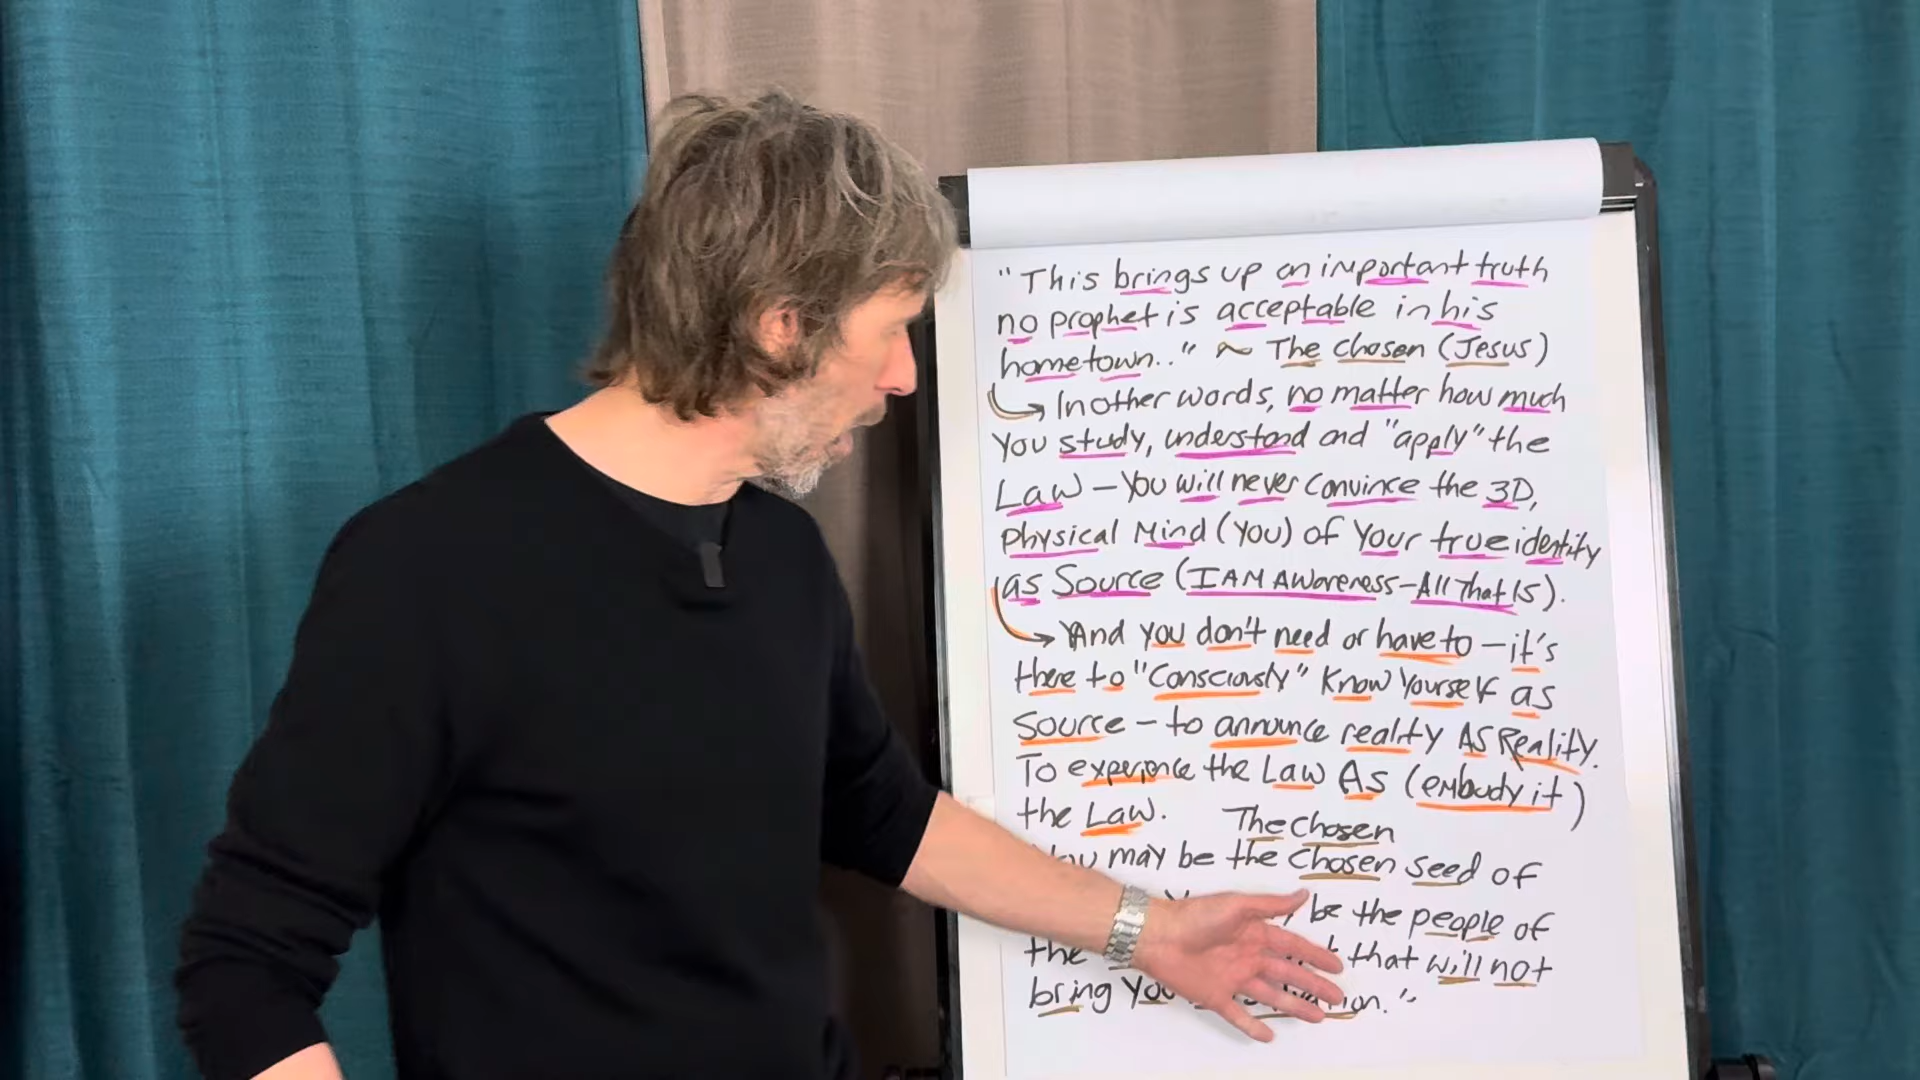 "This brings up an important truth
no prophet is acceptable in his
hometown.." ~ The Chosen (Jesus)
In other words, no matter how much
you study, understand and "apply" the
Law – You will never convince the 3D,
physical Mind (you) of your true identity
as Source (I AM Awareness – All That Is).
And you don't need or have to – it's
there to "Consciously" Know Yourself as
Source – to announce reality As Reality.
To experience the Law As (embody it)
the Law. The Chosen
You may be the chosen seed of
be the people of
the that will not
bring you